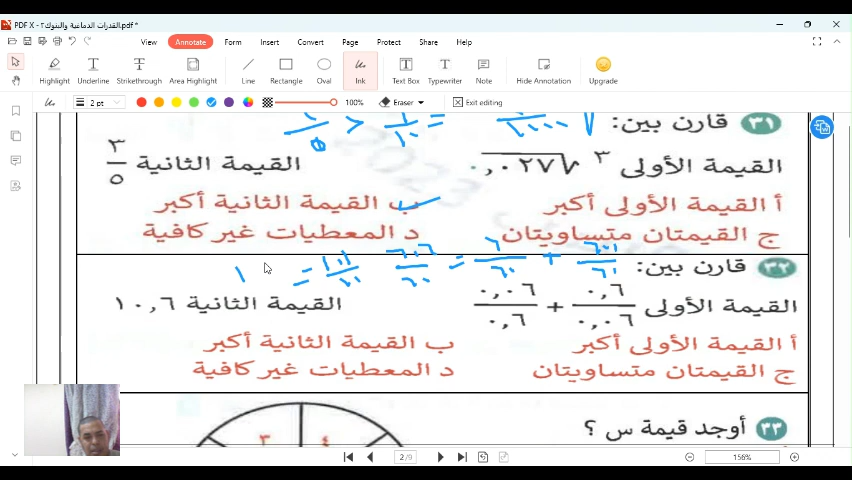 PDF X - القدرات الدماغية والبنوك٢.pdf *
View Annotate Form Insert Convert Page Protect Share Help
Highlight Underline Strikethrough Area Highlight Line Rectangle Oval Ink Text Box Typewriter Note Hide Annotation Upgrade
2 pt 100% Eraser Exit editing
٣١ قارن بين:
القيمة الأولى ٣√٠,٠٢٧ القيمة الثانية ٣/٥
أ القيمة الأولى أكبر ب القيمة الثانية أكبر
ج القيمتان متساويتان د المعطيات غير كافية
٣٢ قارن بين:
القيمة الأولى ٠,٦/٠,٠٦ + ٠,٠٦/٠,٦ القيمة الثانية ١٠,٦
أ القيمة الأولى أكبر ب القيمة الثانية أكبر
ج القيمتان متساويتان د المعطيات غير كافية
٣٣ أوجد قيمة س ؟
٣ ٤
2/9 156%